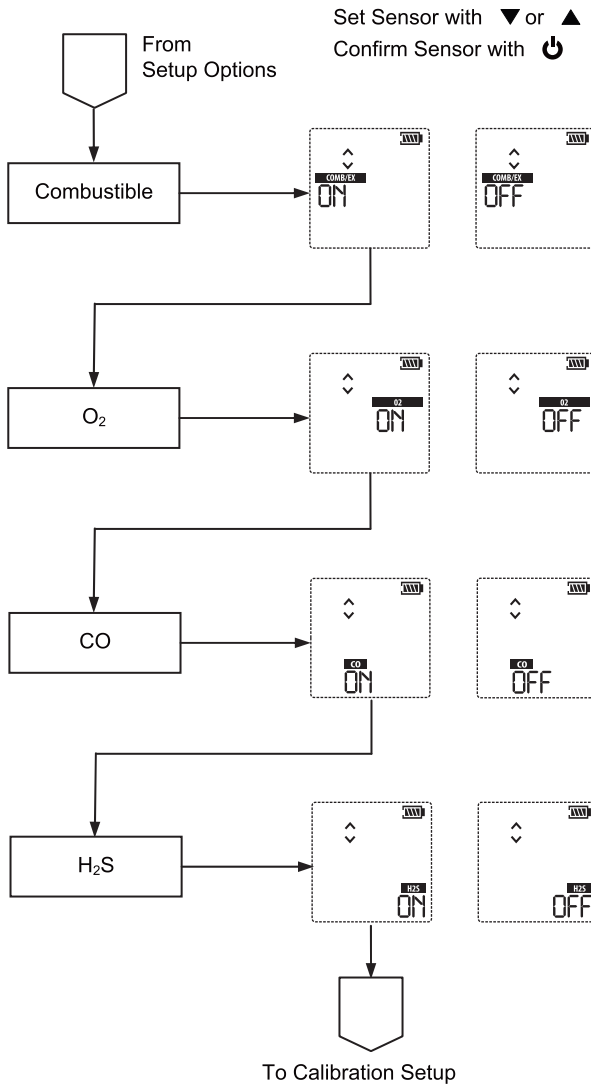 Set Sensor with ▼ or ▲
Confirm Sensor with ⏻
From
Setup Options
Combustible
COMB/EX
ON
COMB/EX
OFF
O₂
O2
ON
O2
OFF
CO
CO
ON
CO
OFF
H₂S
H2S
ON
H2S
OFF
To Calibration Setup